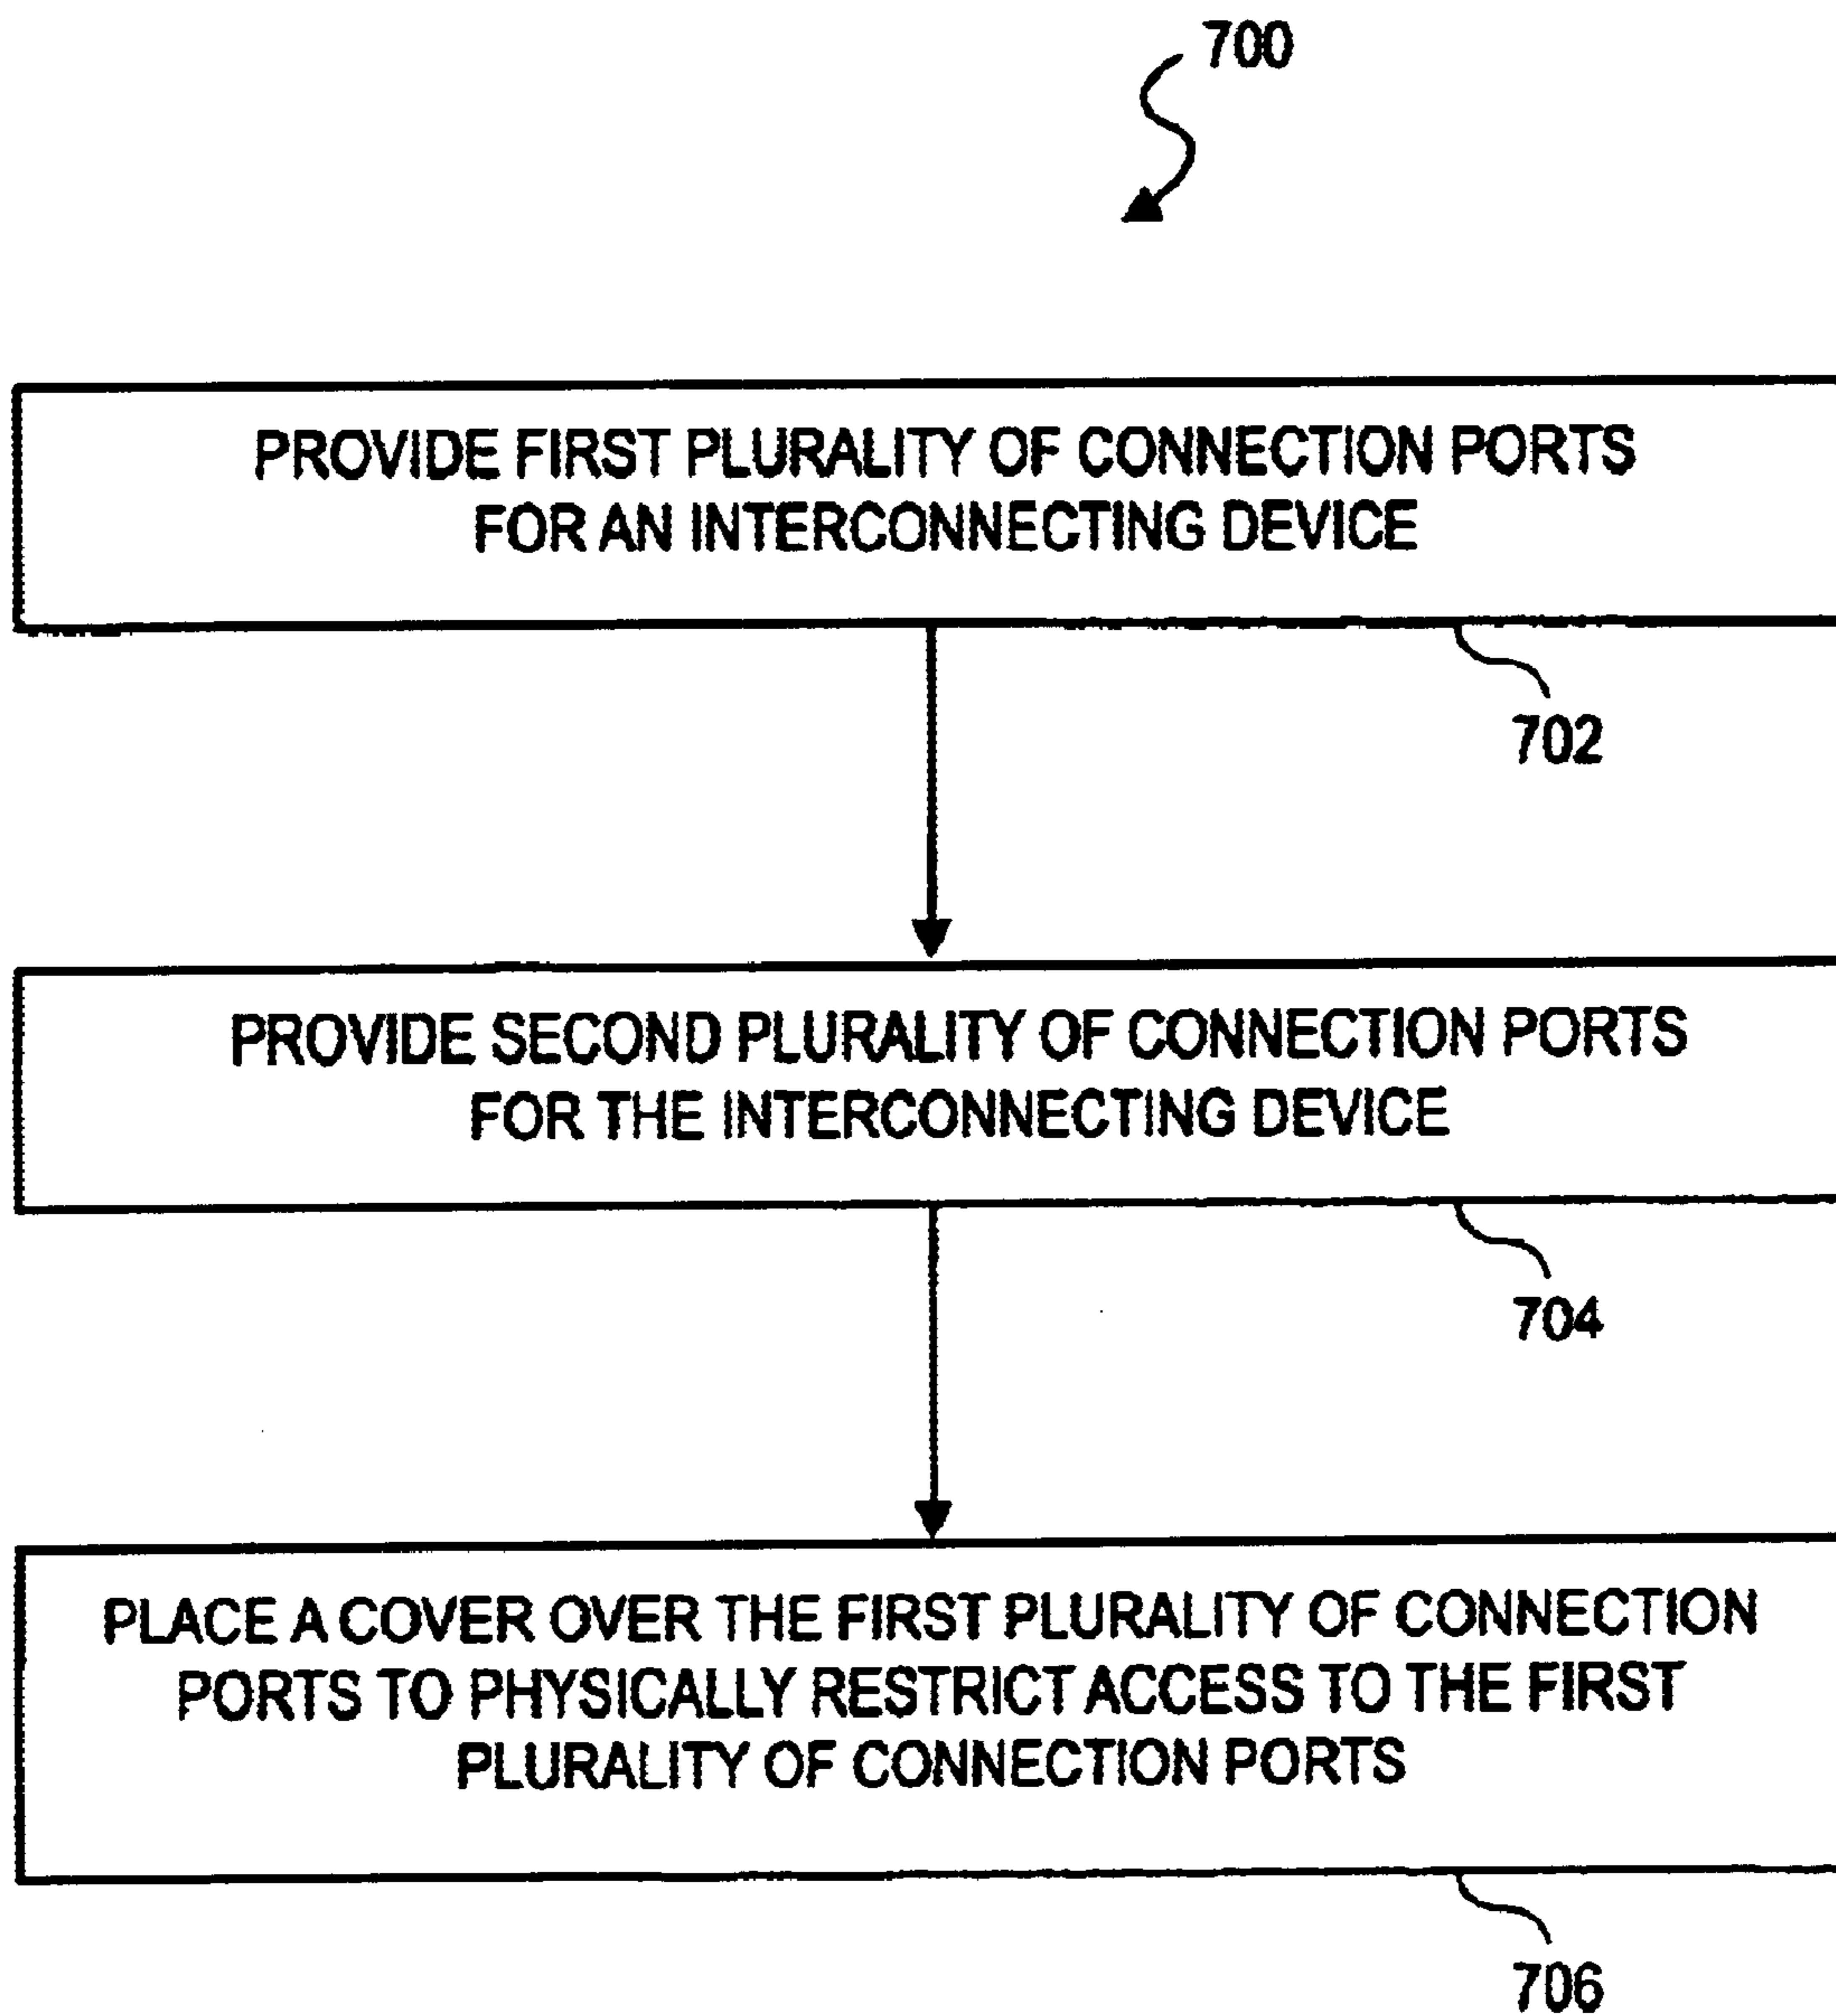 700
PROVIDE FIRST PLURALITY OF CONNECTION PORTS
FOR AN INTERCONNECTING DEVICE
702
PROVIDE SECOND PLURALITY OF CONNECTION PORTS
FOR THE INTERCONNECTING DEVICE
704
PLACE A COVER OVER THE FIRST PLURALITY OF CONNECTION
PORTS TO PHYSICALLY RESTRICT ACCESS TO THE FIRST
PLURALITY OF CONNECTION PORTS
706